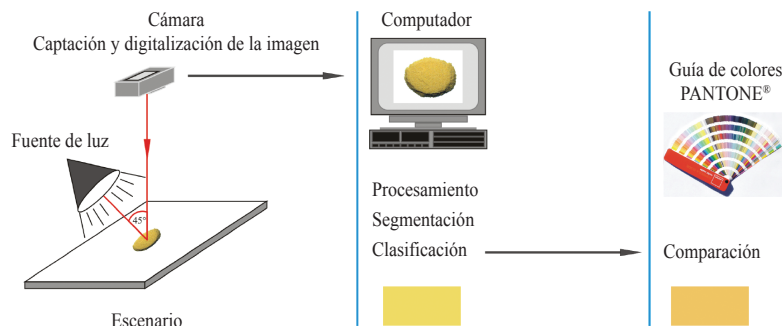 Cámara
Captación y digitalización de la imagen
Fuente de luz
45°
Escenario
Computador
Procesamiento
Segmentación
Clasificación
Guía de colores
PANTONE®
Comparación